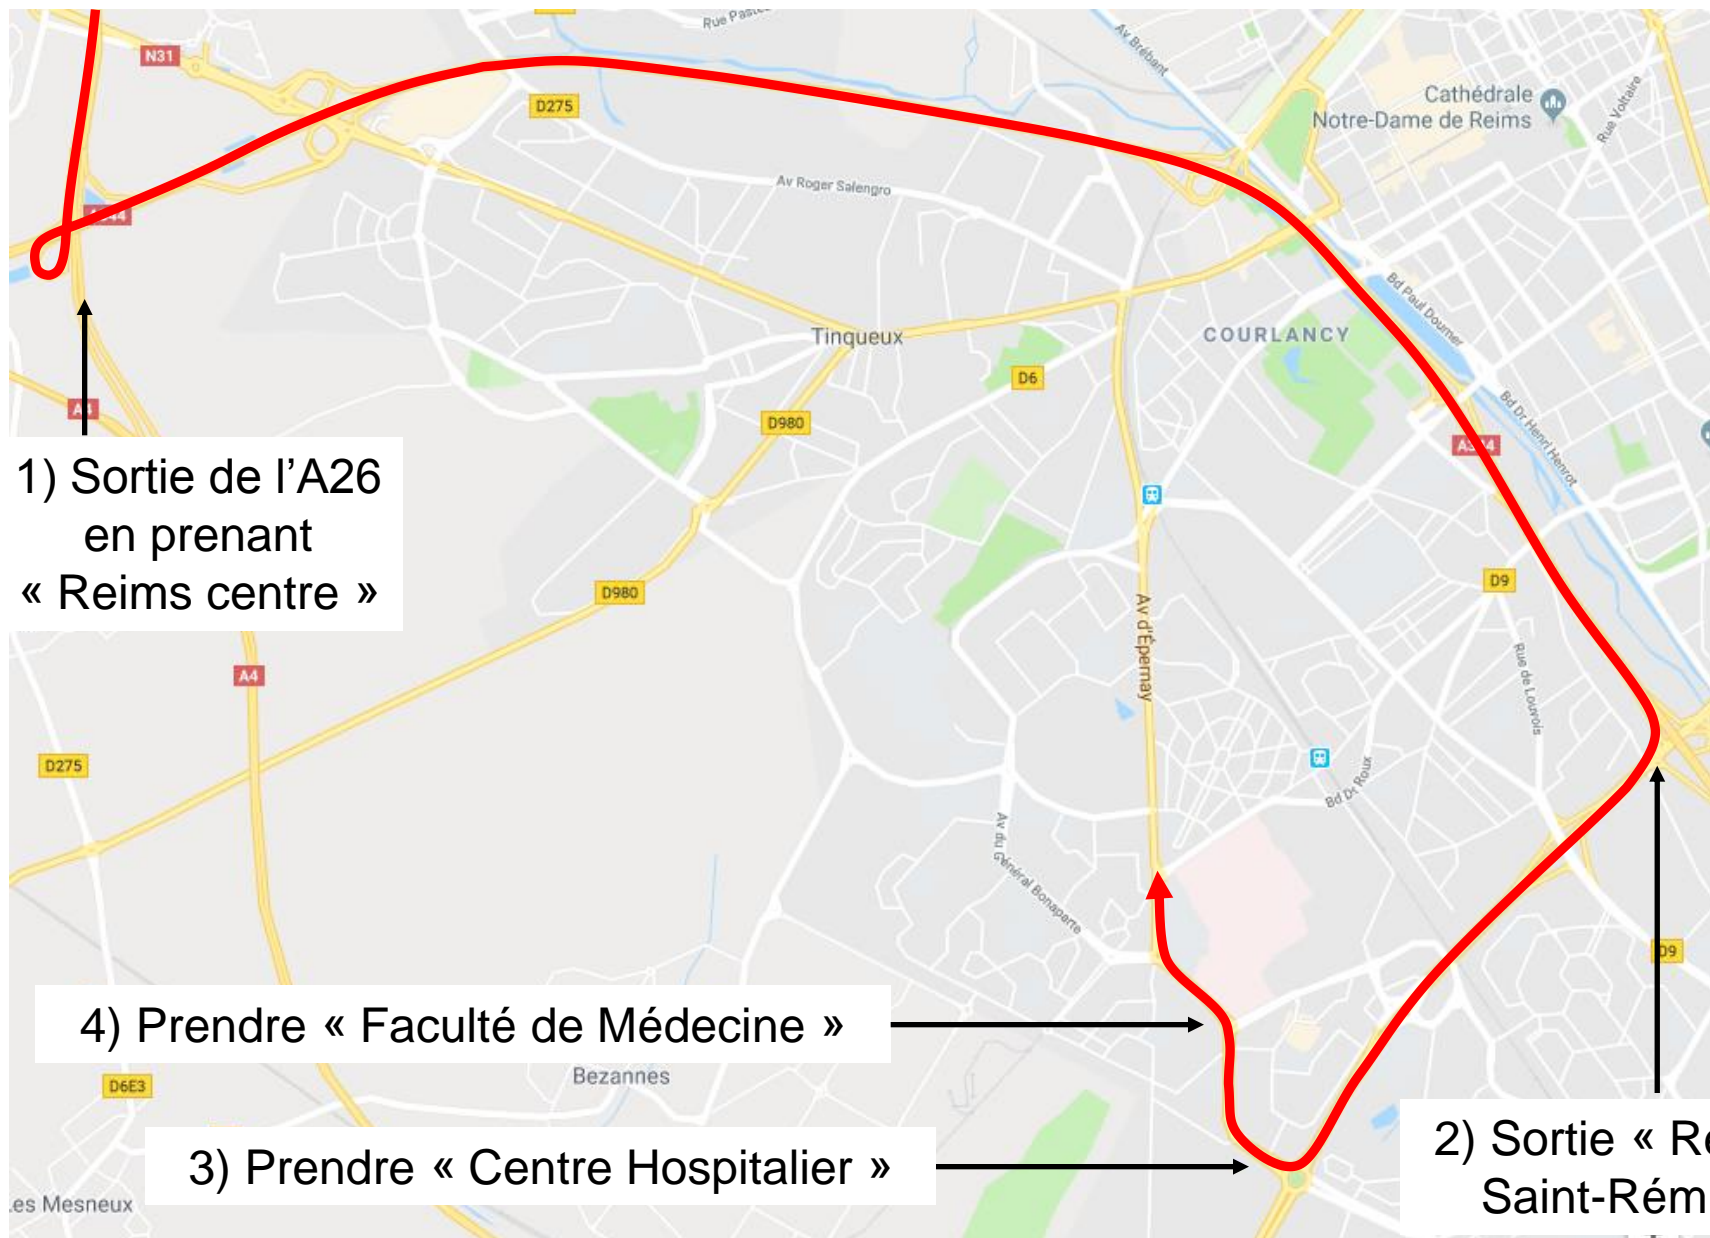 Rue Paste
Av Brébant
N31
D275
Cathédrale
Notre-Dame de Reims
Rue Voltaire
Av Roger Salengro
Bd Paul Doumer
Tinqueux
COURLANCY
D6
A4
D980
Bd Dr Henri Henrot
1) Sortie de l’A26
en prenant
« Reims centre »
D980
D9
Av d'Épernay
Rue de Louvois
A4
D275
Bd Dr Roux
Av du Général Bonaparte
D9
4) Prendre « Faculté de Médecine »
Bezannes
D6E3
3) Prendre « Centre Hospitalier »
2) Sortie « Re
Saint-Rém
es Mesneux